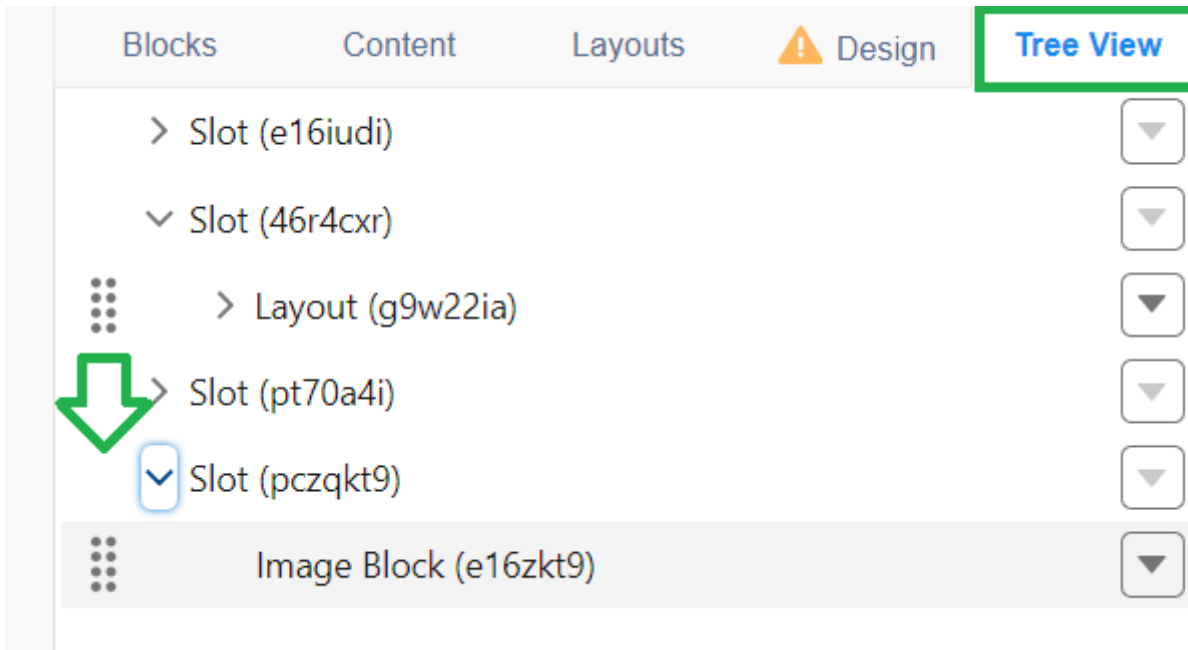 Blocks Content Layouts Design Tree View
Slot (e16iudi)
Slot (46r4cxr)
Layout (g9w22ia)
Slot (pt70a4i)
Slot (pczqkt9)
Image Block (e16zkt9)